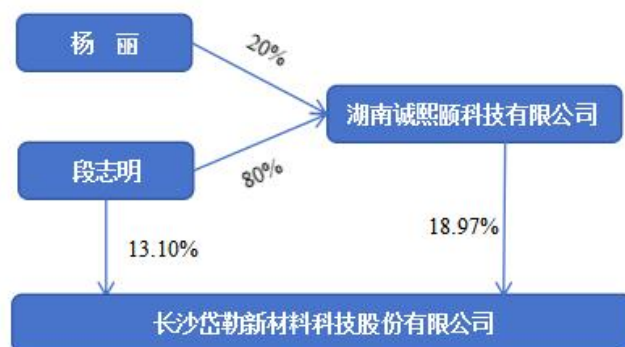 杨 丽
20%
湖南诚熙颐科技有限公司
段志明
80%
13.10%
18.97%
长沙岱勒新材料科技股份有限公司